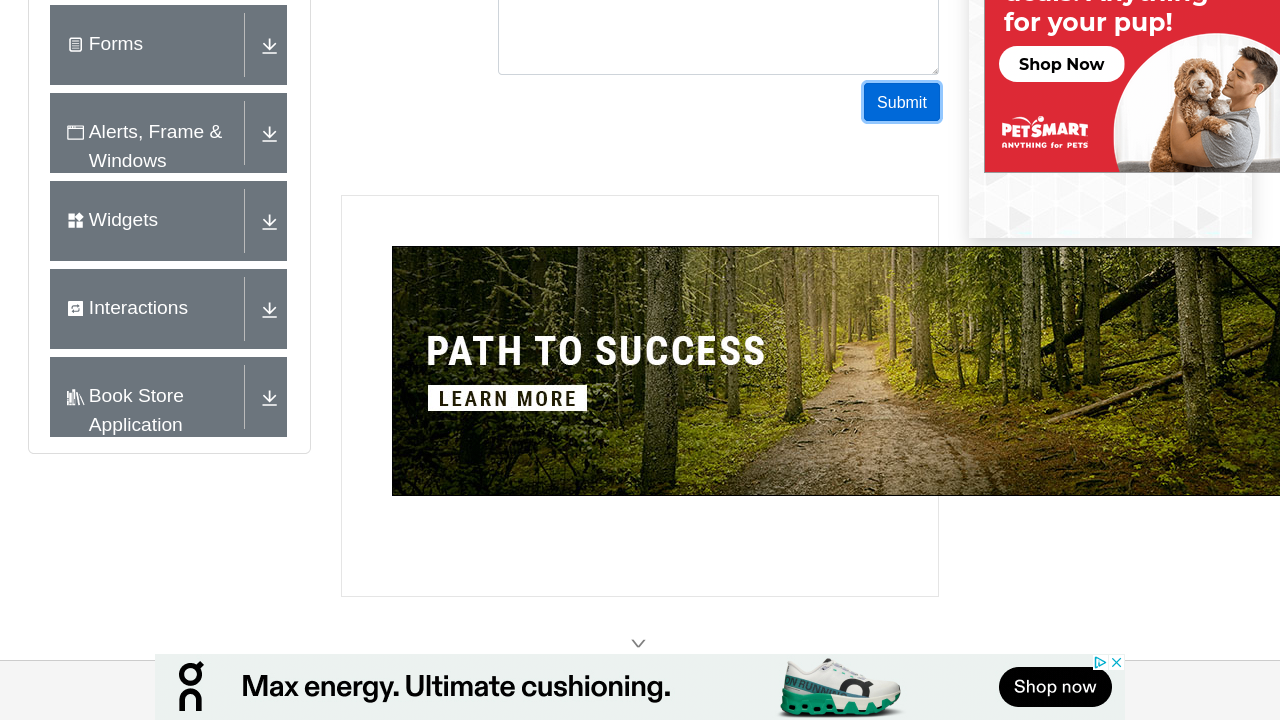 Forms
Alerts, Frame &
Windows
Widgets
Interactions
Book Store
Application
Submit
for your pup!
Shop Now
PETSMART
ANYTHING for PETS
PATH TO SUCCESS
LEARN MORE
Max energy. Ultimate cushioning.
Shop now